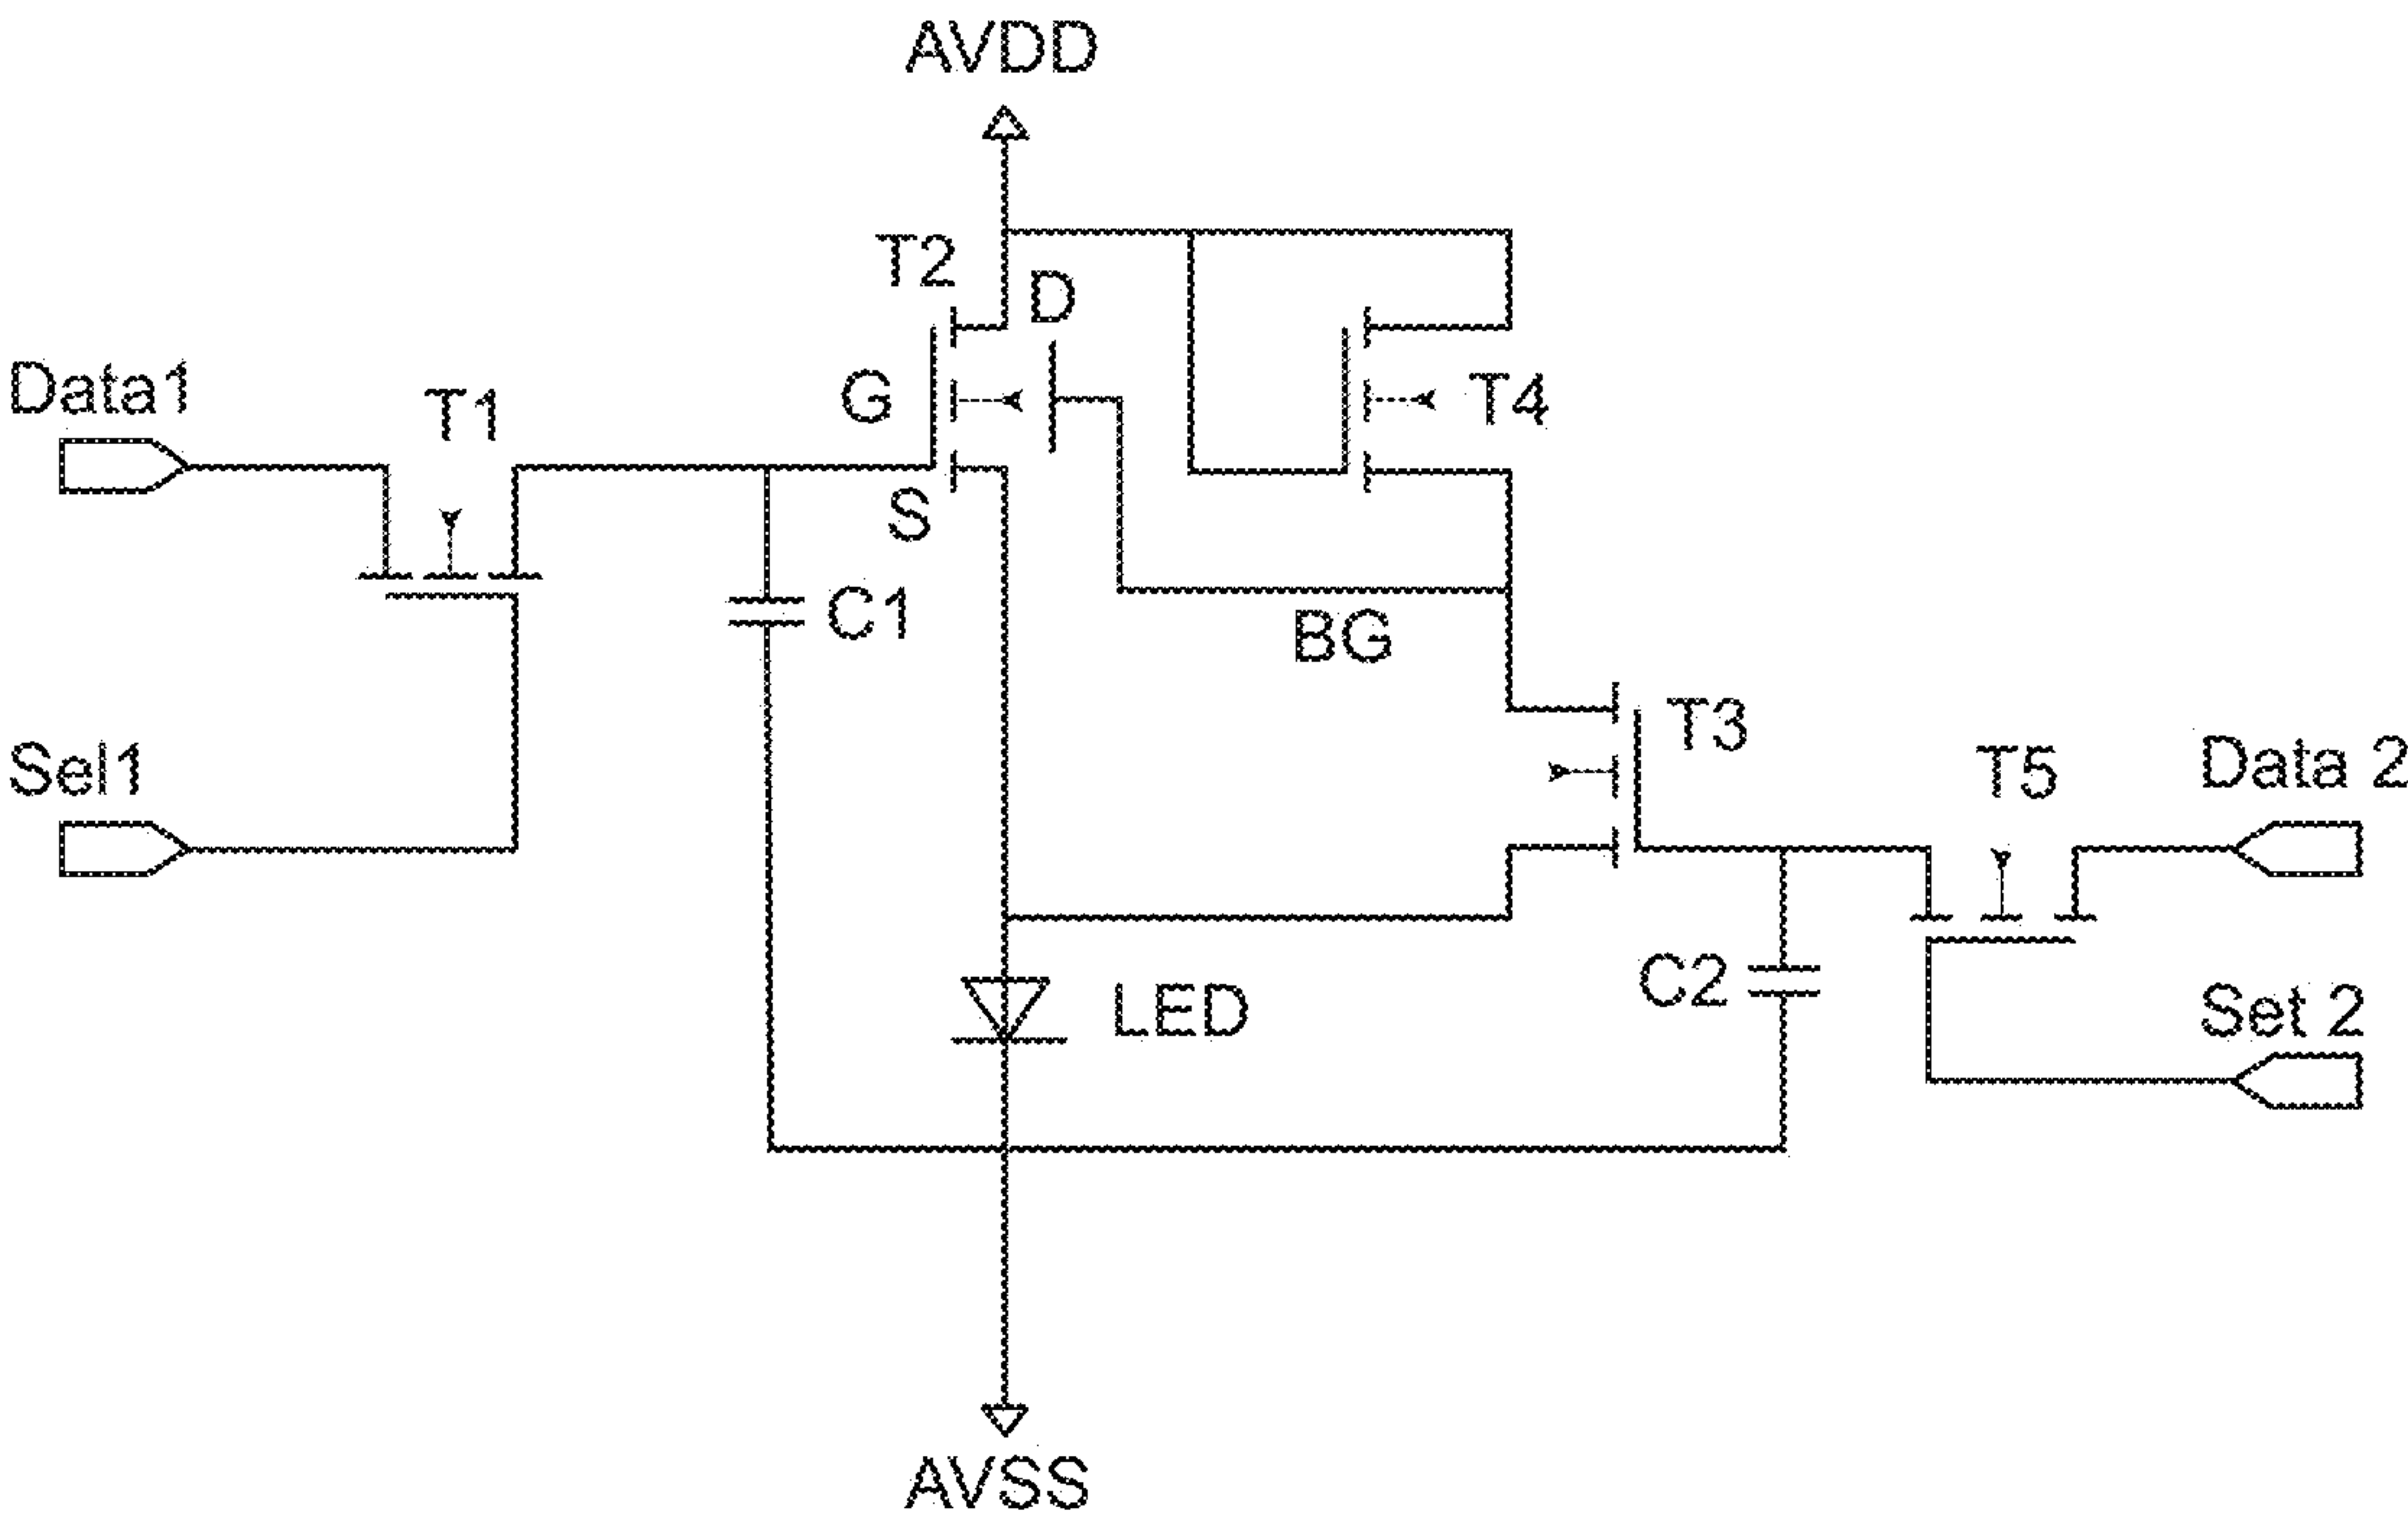 AVDD
T2
D
Data1
T1
G
T4
S
C1
BG
T3
Sel1
T5
Data 2
C2
LED
Set 2
AVSS